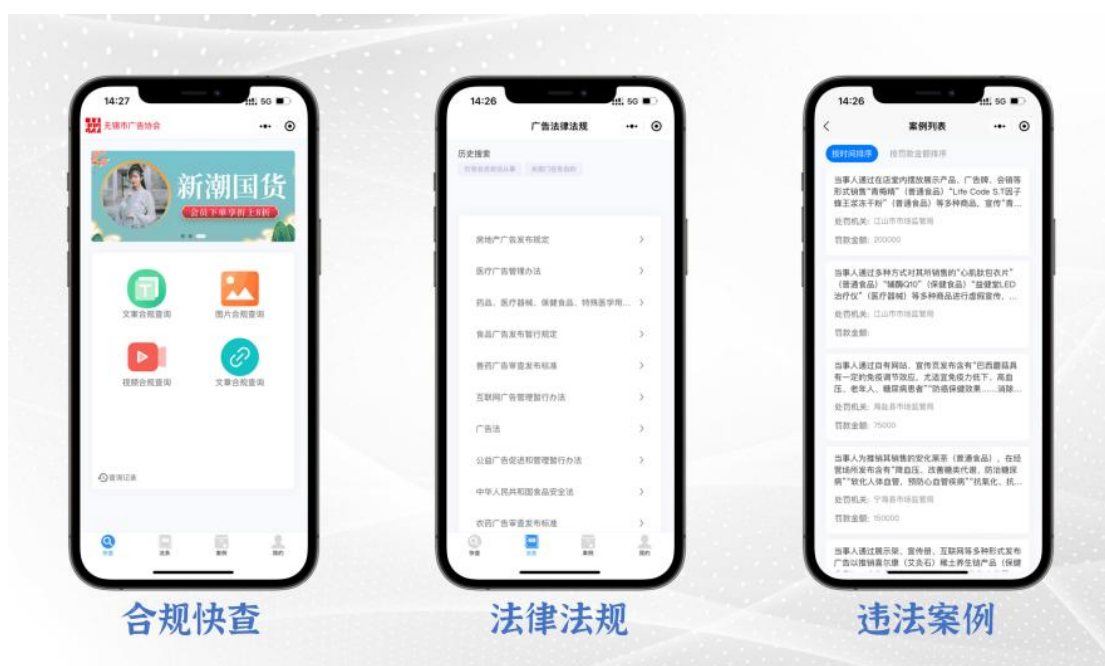 14:27
5G
无锡市广告协会
新潮国货
会员下单享折上8折
文案合规查询
图片合规查询
视频合规查询
文章合规查询
查询记录
快查
法条
案例
我的
合规快查
14:26
5G
广告法律法规
历史搜索
房地产广告发布规定
医疗广告管理办法
药品、医疗器械、保健食品、特殊医学用...
食品广告发布暂行规定
兽药广告审查发布标准
互联网广告管理暂行办法
广告法
公益广告促进和管理暂行办法
中华人民共和国食品安全法
农药广告审查发布标准
快查
法条
案例
我的
法律法规
14:26
5G
案例列表
按时间排序
按罚款金额排序
当事人通过在店堂内摆放展示产品、广告牌、会销等
形式销售“青梅精”（普通食品）“Life Code S.T因子
蜂王浆冻干粉”（普通食品）等多种商品，宣传“青...
处罚机关: 江山市市场监管局
罚款金额: 200000
当事人通过多种方式对其所销售的“心肌肽包衣片”
（普通食品）“辅酶Q10”（保健食品）“益健堂LED
治疗仪”（医疗器械）等多种商品进行虚假宣传，...
处罚机关: 江山市市场监管局
罚款金额:
当事人通过自有网站、宣传页发布含有“巴西蘑菇具
有一定的免疫调节效应，尤适宜免疫力低下、高血
压、老年人、糖尿病患者”“防癌保健效果......消除...
处罚机关: 海盐县市场监管局
罚款金额: 75000
当事人为推销其销售的安化黑茶（普通食品），在经
营场所发布含有“降血压、改善糖类代谢、防治糖尿
病”“软化人体血管，预防心血管疾病”“抗氧化、抗...
处罚机关: 宁海县市场监管局
罚款金额: 150000
当事人通过展示架、宣传册、互联网等多种形式发布
广告以推销喜尔康（艾灸石）稀土养生毯产品（保健
违法案例